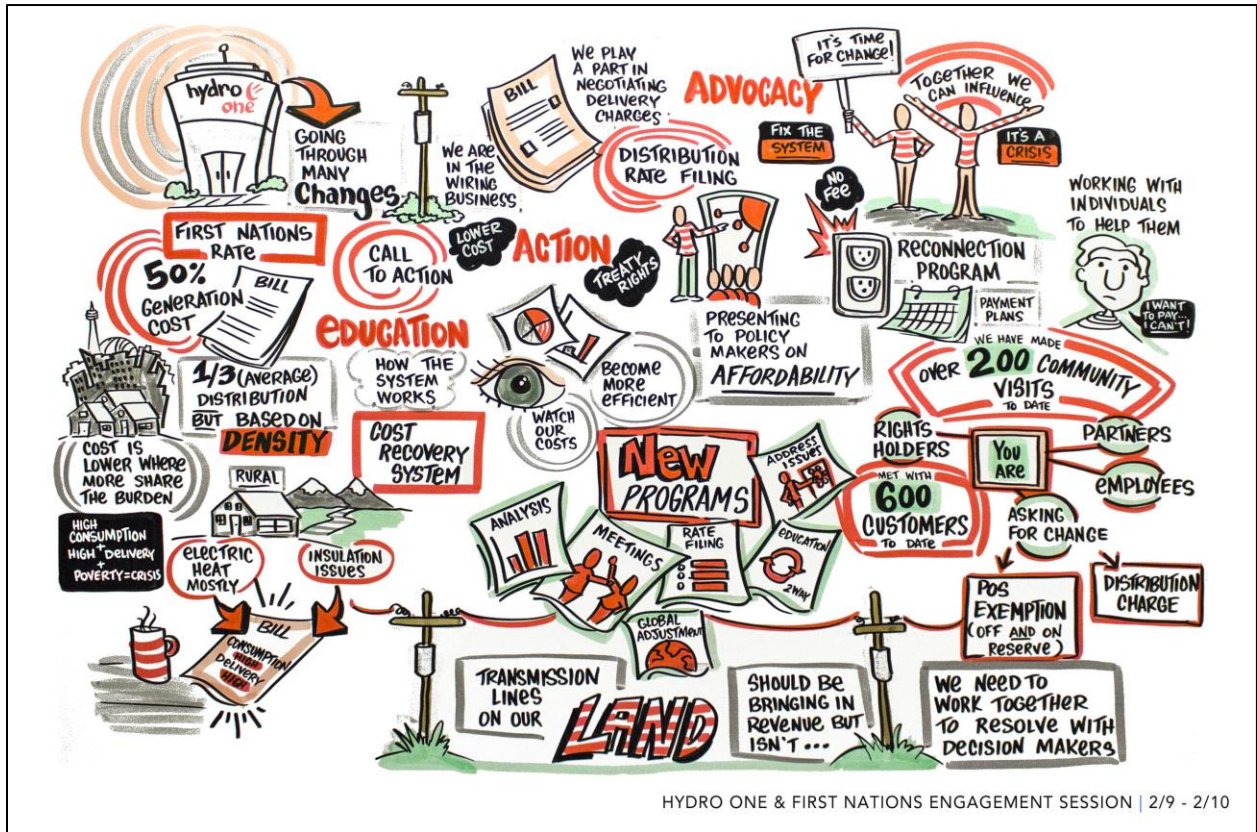 hydro
one
GOING
THROUGH
MANY
Changes
WE ARE
IN THE
WIRING
BUSINESS
BILL
WE PLAY
A PART IN
NEGOTIATING
DELIVERY
CHARGES
DISTRIBUTION
RATE FILING
ADVOCACY
FIX THE
SYSTEM
IT'S TIME
FOR CHANGE!
TOGETHER WE
CAN INFLUENCE
IT'S A
CRISIS
FIRST NATIONS
RATE
50%
GENERATION
COST
BILL
CALL
TO ACTION
LOWER
COST
ACTION
TREATY
RIGHTS
NO
FEE
RECONNECTION
PROGRAM
PAYMENT
PLANS
WORKING WITH
INDIVIDUALS
TO HELP THEM
I WANT
TO PAY...
I CAN'T!
1/3 (AVERAGE)
DISTRIBUTION
BUT BASED ON
DENSITY
EDUCATION
HOW THE
SYSTEM
WORKS
COST
RECOVERY
SYSTEM
WATCH
OUR
COSTS
BECOME
MORE
EFFICIENT
PRESENTING
TO POLICY
MAKERS ON
AFFORDABILITY
WE HAVE MADE
OVER 200 COMMUNITY
VISITS
TO DATE
COST IS
LOWER WHERE
MORE SHARE
THE BURDEN
RURAL
HIGH
CONSUMPTION
+
HIGH DELIVERY
+
POVERTY=CRISIS
ELECTRIC
HEAT
MOSTLY
INSULATION
ISSUES
BILL
CONSUMPTION
HIGH
DELIVERY
HIGH
NEW
PROGRAMS
ANALYSIS
MEETINGS
RATE
FILING
ADDRESS
ISSUES
EDUCATION
2 WAY
GLOBAL
ADJUSTMENT
RIGHTS
HOLDERS
YOU
ARE
PARTNERS
EMPLOYEES
MET WITH
600
CUSTOMERS
TO DATE
ASKING
FOR CHANGE
POS
EXEMPTION
(OFF AND ON
RESERVE)
DISTRIBUTION
CHARGE
TRANSMISSION
LINES
ON OUR
LAND
SHOULD BE
BRINGING IN
REVENUE BUT
ISN'T ...
WE NEED TO
WORK TOGETHER
TO RESOLVE WITH
DECISION MAKERS
HYDRO ONE & FIRST NATIONS ENGAGEMENT SESSION | 2/9 - 2/10